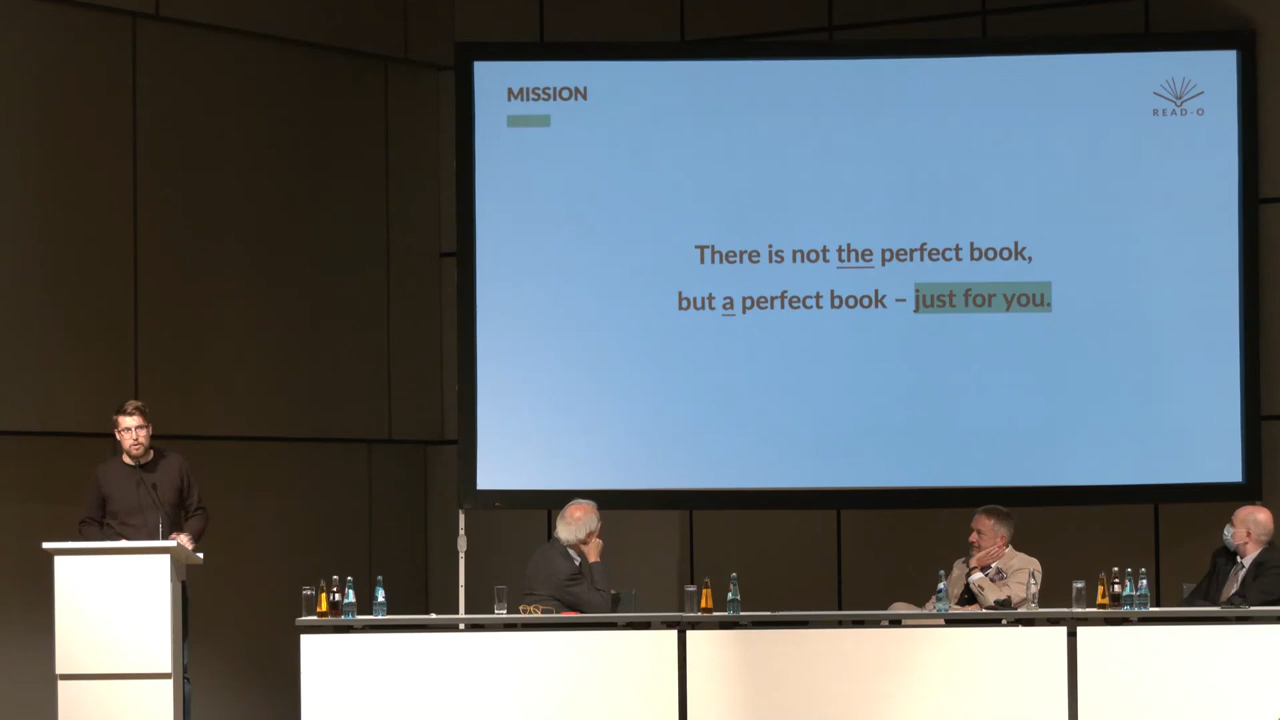 MISSION
READ-O
There is not the perfect book,
but a perfect book – just for you.